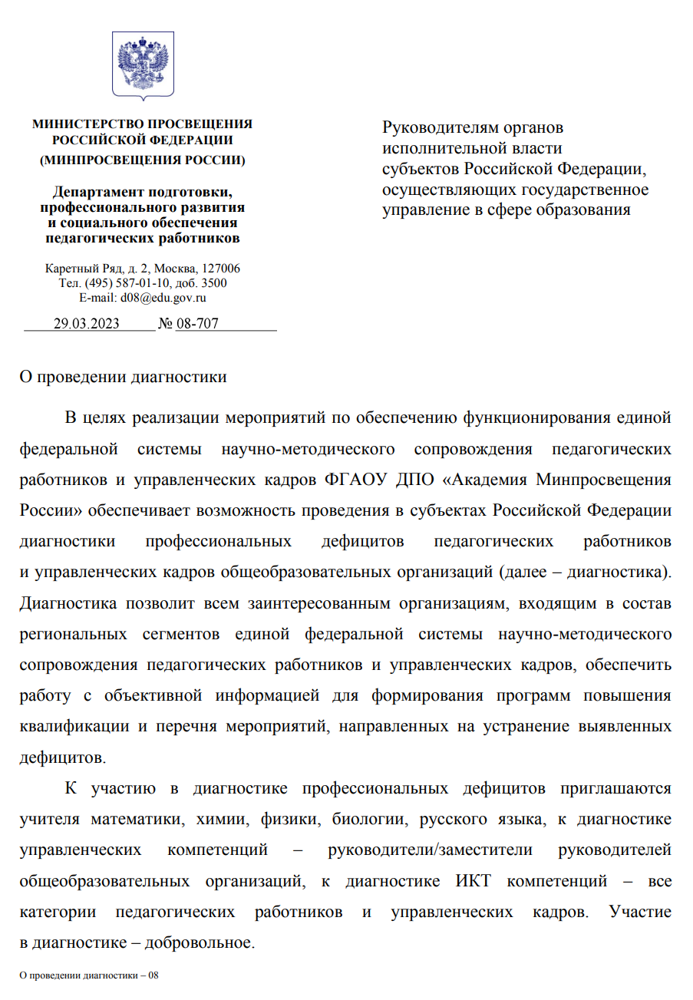 МИНИСТЕРСТВО ПРОСВЕЩЕНИЯ
РОССИЙСКОЙ ФЕДЕРАЦИИ
(МИНПРОСВЕЩЕНИЯ РОССИИ)
Департамент подготовки,
профессионального развития
и социального обеспечения
педагогических работников
Каретный Ряд, д. 2, Москва, 127006
Тел. (495) 587-01-10, доб. 3500
E-mail: d08@edu.gov.ru
29.03.2023 № 08-707
Руководителям органов
исполнительной власти
субъектов Российской Федерации,
осуществляющих государственное
управление в сфере образования
О проведении диагностики
В целях реализации мероприятий по обеспечению функционирования единой
федеральной системы научно-методического сопровождения педагогических
работников и управленческих кадров ФГАОУ ДПО «Академия Минпросвещения
России» обеспечивает возможность проведения в субъектах Российской Федерации
диагностики профессиональных дефицитов педагогических работников
и управленческих кадров общеобразовательных организаций (далее – диагностика).
Диагностика позволит всем заинтересованным организациям, входящим в состав
региональных сегментов единой федеральной системы научно-методического
сопровождения педагогических работников и управленческих кадров, обеспечить
работу с объективной информацией для формирования программ повышения
квалификации и перечня мероприятий, направленных на устранение выявленных
дефицитов.
К участию в диагностике профессиональных дефицитов приглашаются
учителя математики, химии, физики, биологии, русского языка, к диагностике
управленческих компетенций – руководители/заместители руководителей
общеобразовательных организаций, к диагностике ИКТ компетенций – все
категории педагогических работников и управленческих кадров. Участие
в диагностике – добровольное.
О проведении диагностики – 08